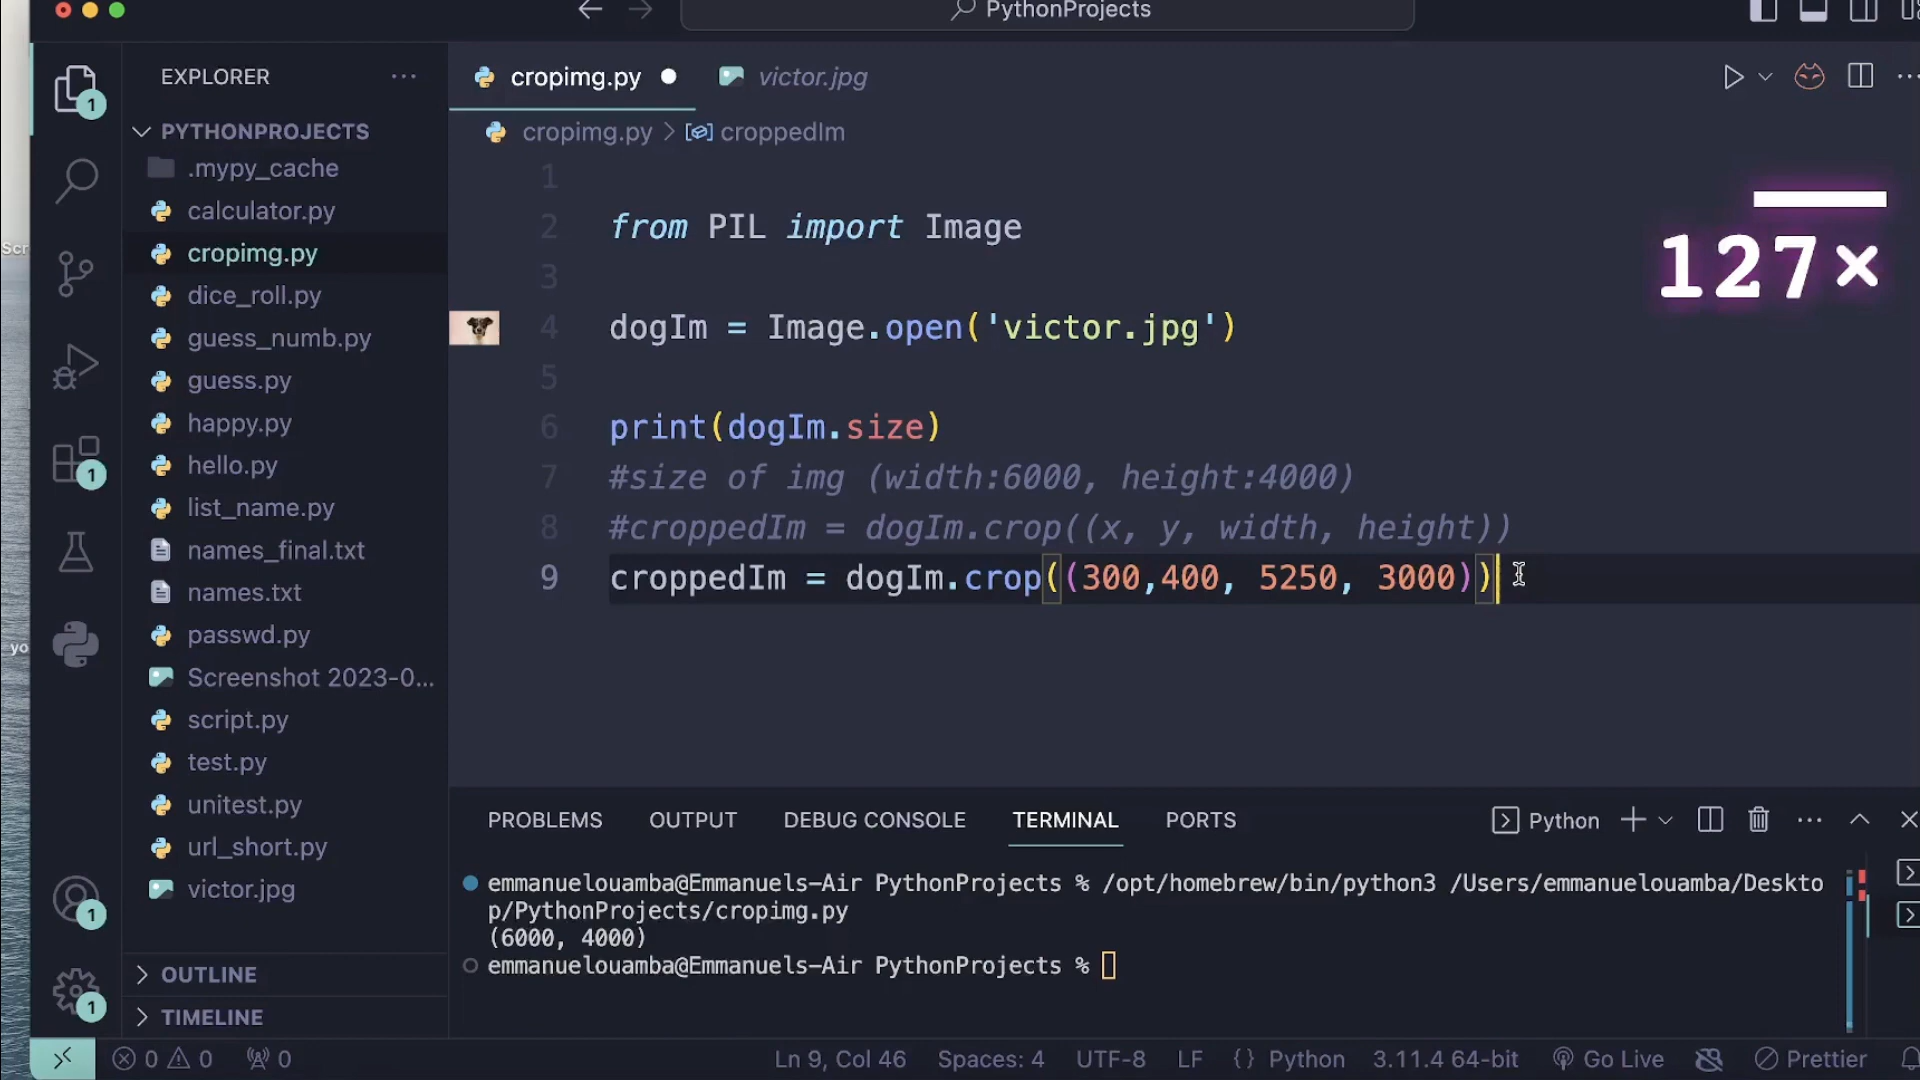 PythonProjects
EXPLORER
PYTHONPROJECTS
.mypy_cache
calculator.py
cropimg.py
dice_roll.py
guess_numb.py
guess.py
happy.py
hello.py
list_name.py
names_final.txt
names.txt
passwd.py
Screenshot 2023-0...
script.py
test.py
unitest.py
url_short.py
victor.jpg
OUTLINE
TIMELINE
1
1
1
1
Scr
yo
cropimg.py
victor.jpg
cropimg.py > croppedIm
127×
1
2 from PIL import Image
3
4 dogIm = Image.open('victor.jpg')
5
6 print(dogIm.size)
7 #size of img (width:6000, height:4000)
8 #croppedIm = dogIm.crop((x, y, width, height))
9 croppedIm = dogIm.crop((300,400, 5250, 3000))
PROBLEMS OUTPUT DEBUG CONSOLE TERMINAL PORTS Python
emmanuelouamba@Emmanuels-Air PythonProjects % /opt/homebrew/bin/python3 /Users/emmanuelouamba/Deskto
p/PythonProjects/cropimg.py
(6000, 4000)
emmanuelouamba@Emmanuels-Air PythonProjects %
0 0 0 Ln 9, Col 46 Spaces: 4 UTF-8 LF {} Python 3.11.4 64-bit Go Live Prettier